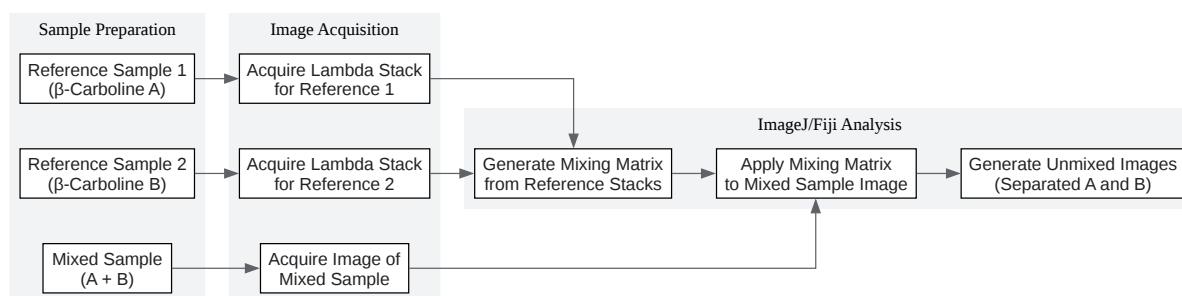 Sample Preparation
Image Acquisition
Reference Sample 1
(β-Carboline A)
Acquire Lambda Stack
for Reference 1
ImageJ/Fiji Analysis
Reference Sample 2
(β-Carboline B)
Acquire Lambda Stack
for Reference 2
Generate Mixing Matrix
from Reference Stacks
Apply Mixing Matrix
to Mixed Sample Image
Generate Unmixed Images
(Separated A and B)
Mixed Sample
(A + B)
Acquire Image of
Mixed Sample